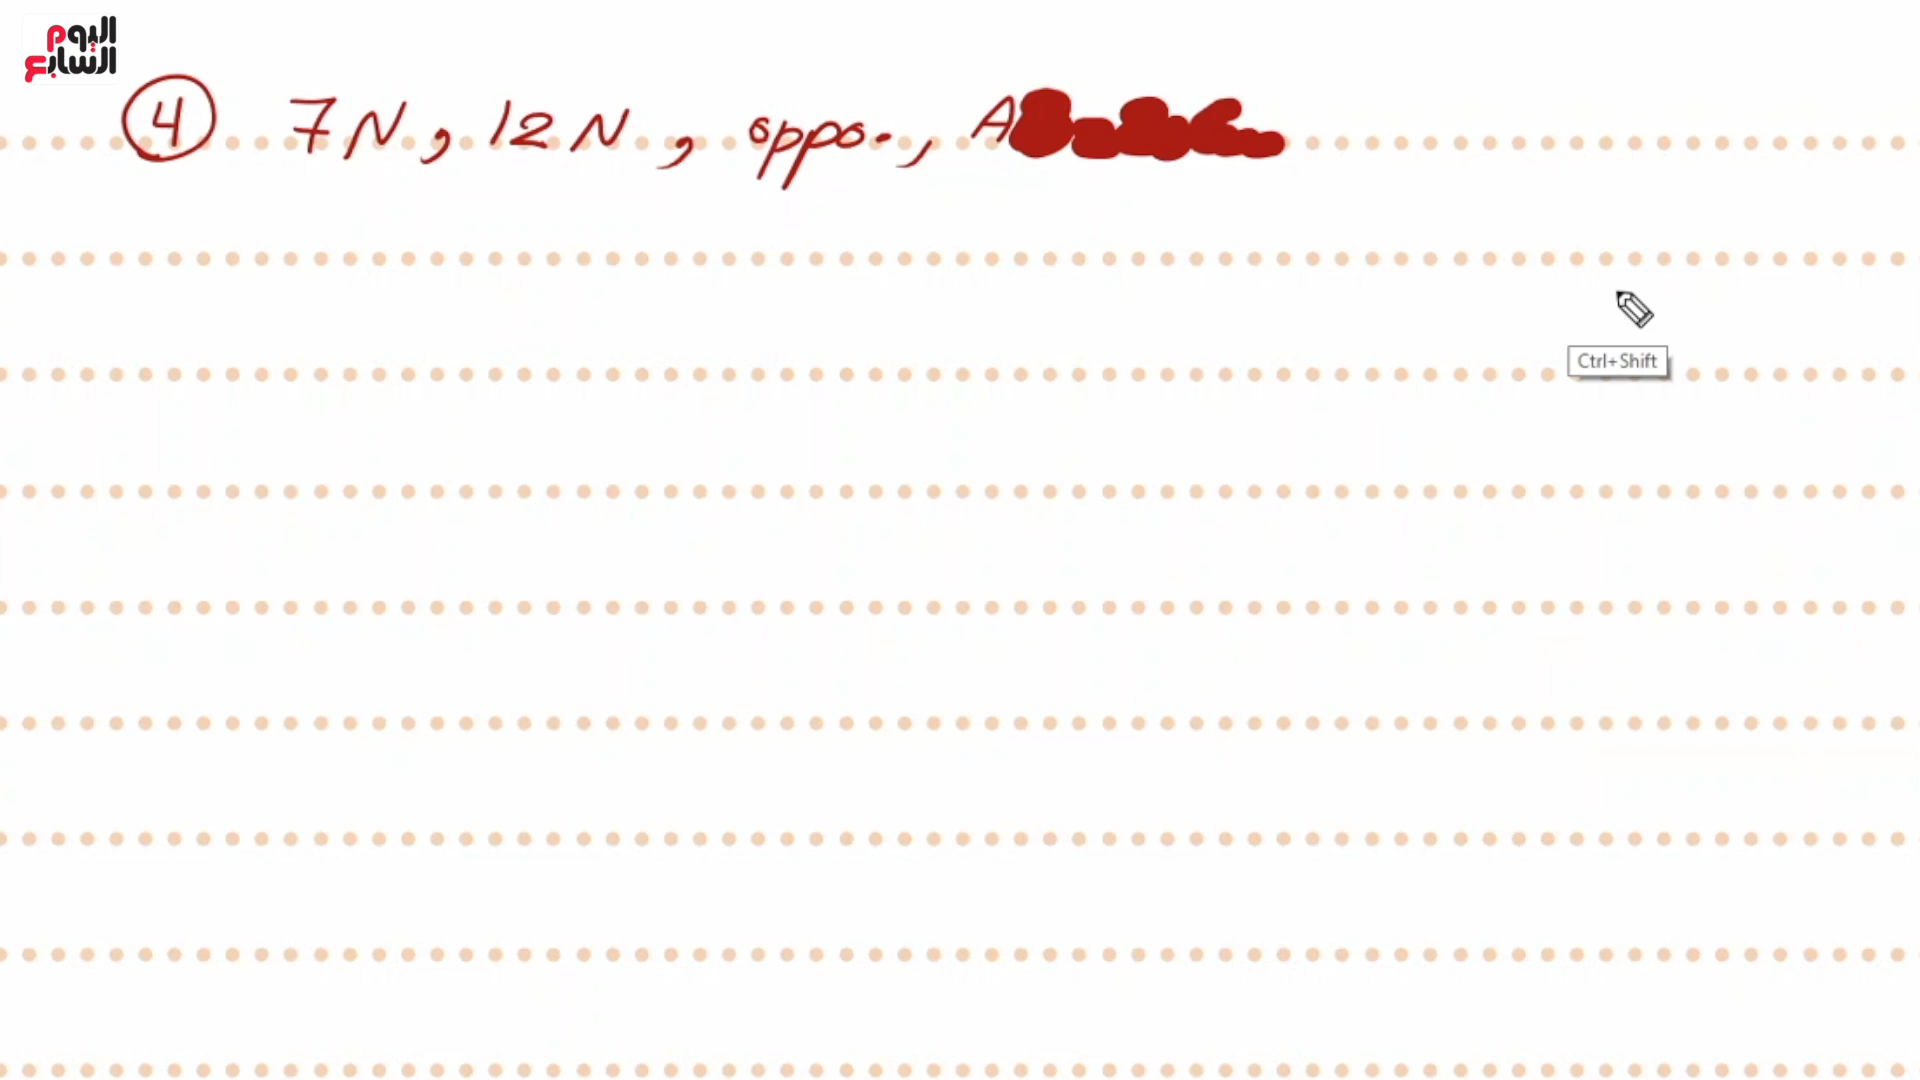 اليوم
السابع
4 7N, 12N, oppo., A
Ctrl+Shift